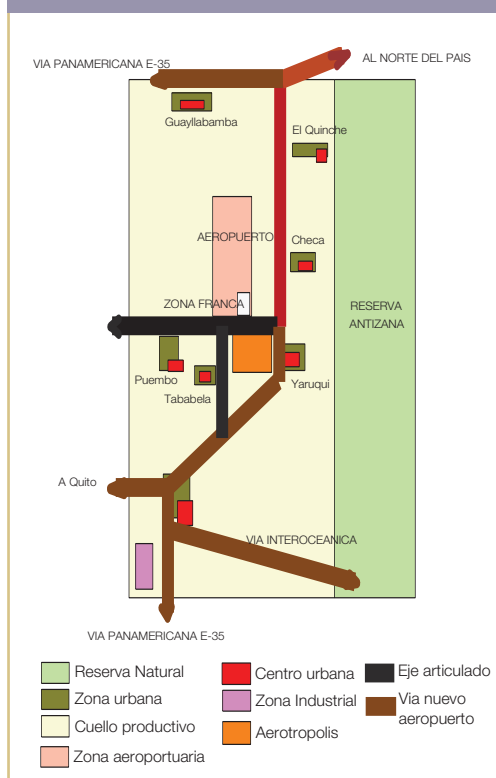 VIA PANAMERICANA E-35
AL NORTE DEL PAIS
Guayllabamba
El Quinche
AEROPUERTO
Checa
ZONA FRANCA
RESERVA
ANTIZANA
Puembo
Tababela
Yaruqui
A Quito
VIA INTEROCEANICA
VIA PANAMERICANA E-35
Reserva Natural
Zona urbana
Cuello productivo
Zona aeroportuaria
Centro urbana
Zona Industrial
Aerotropolis
Eje articulado
Via nuevo
aeropuerto